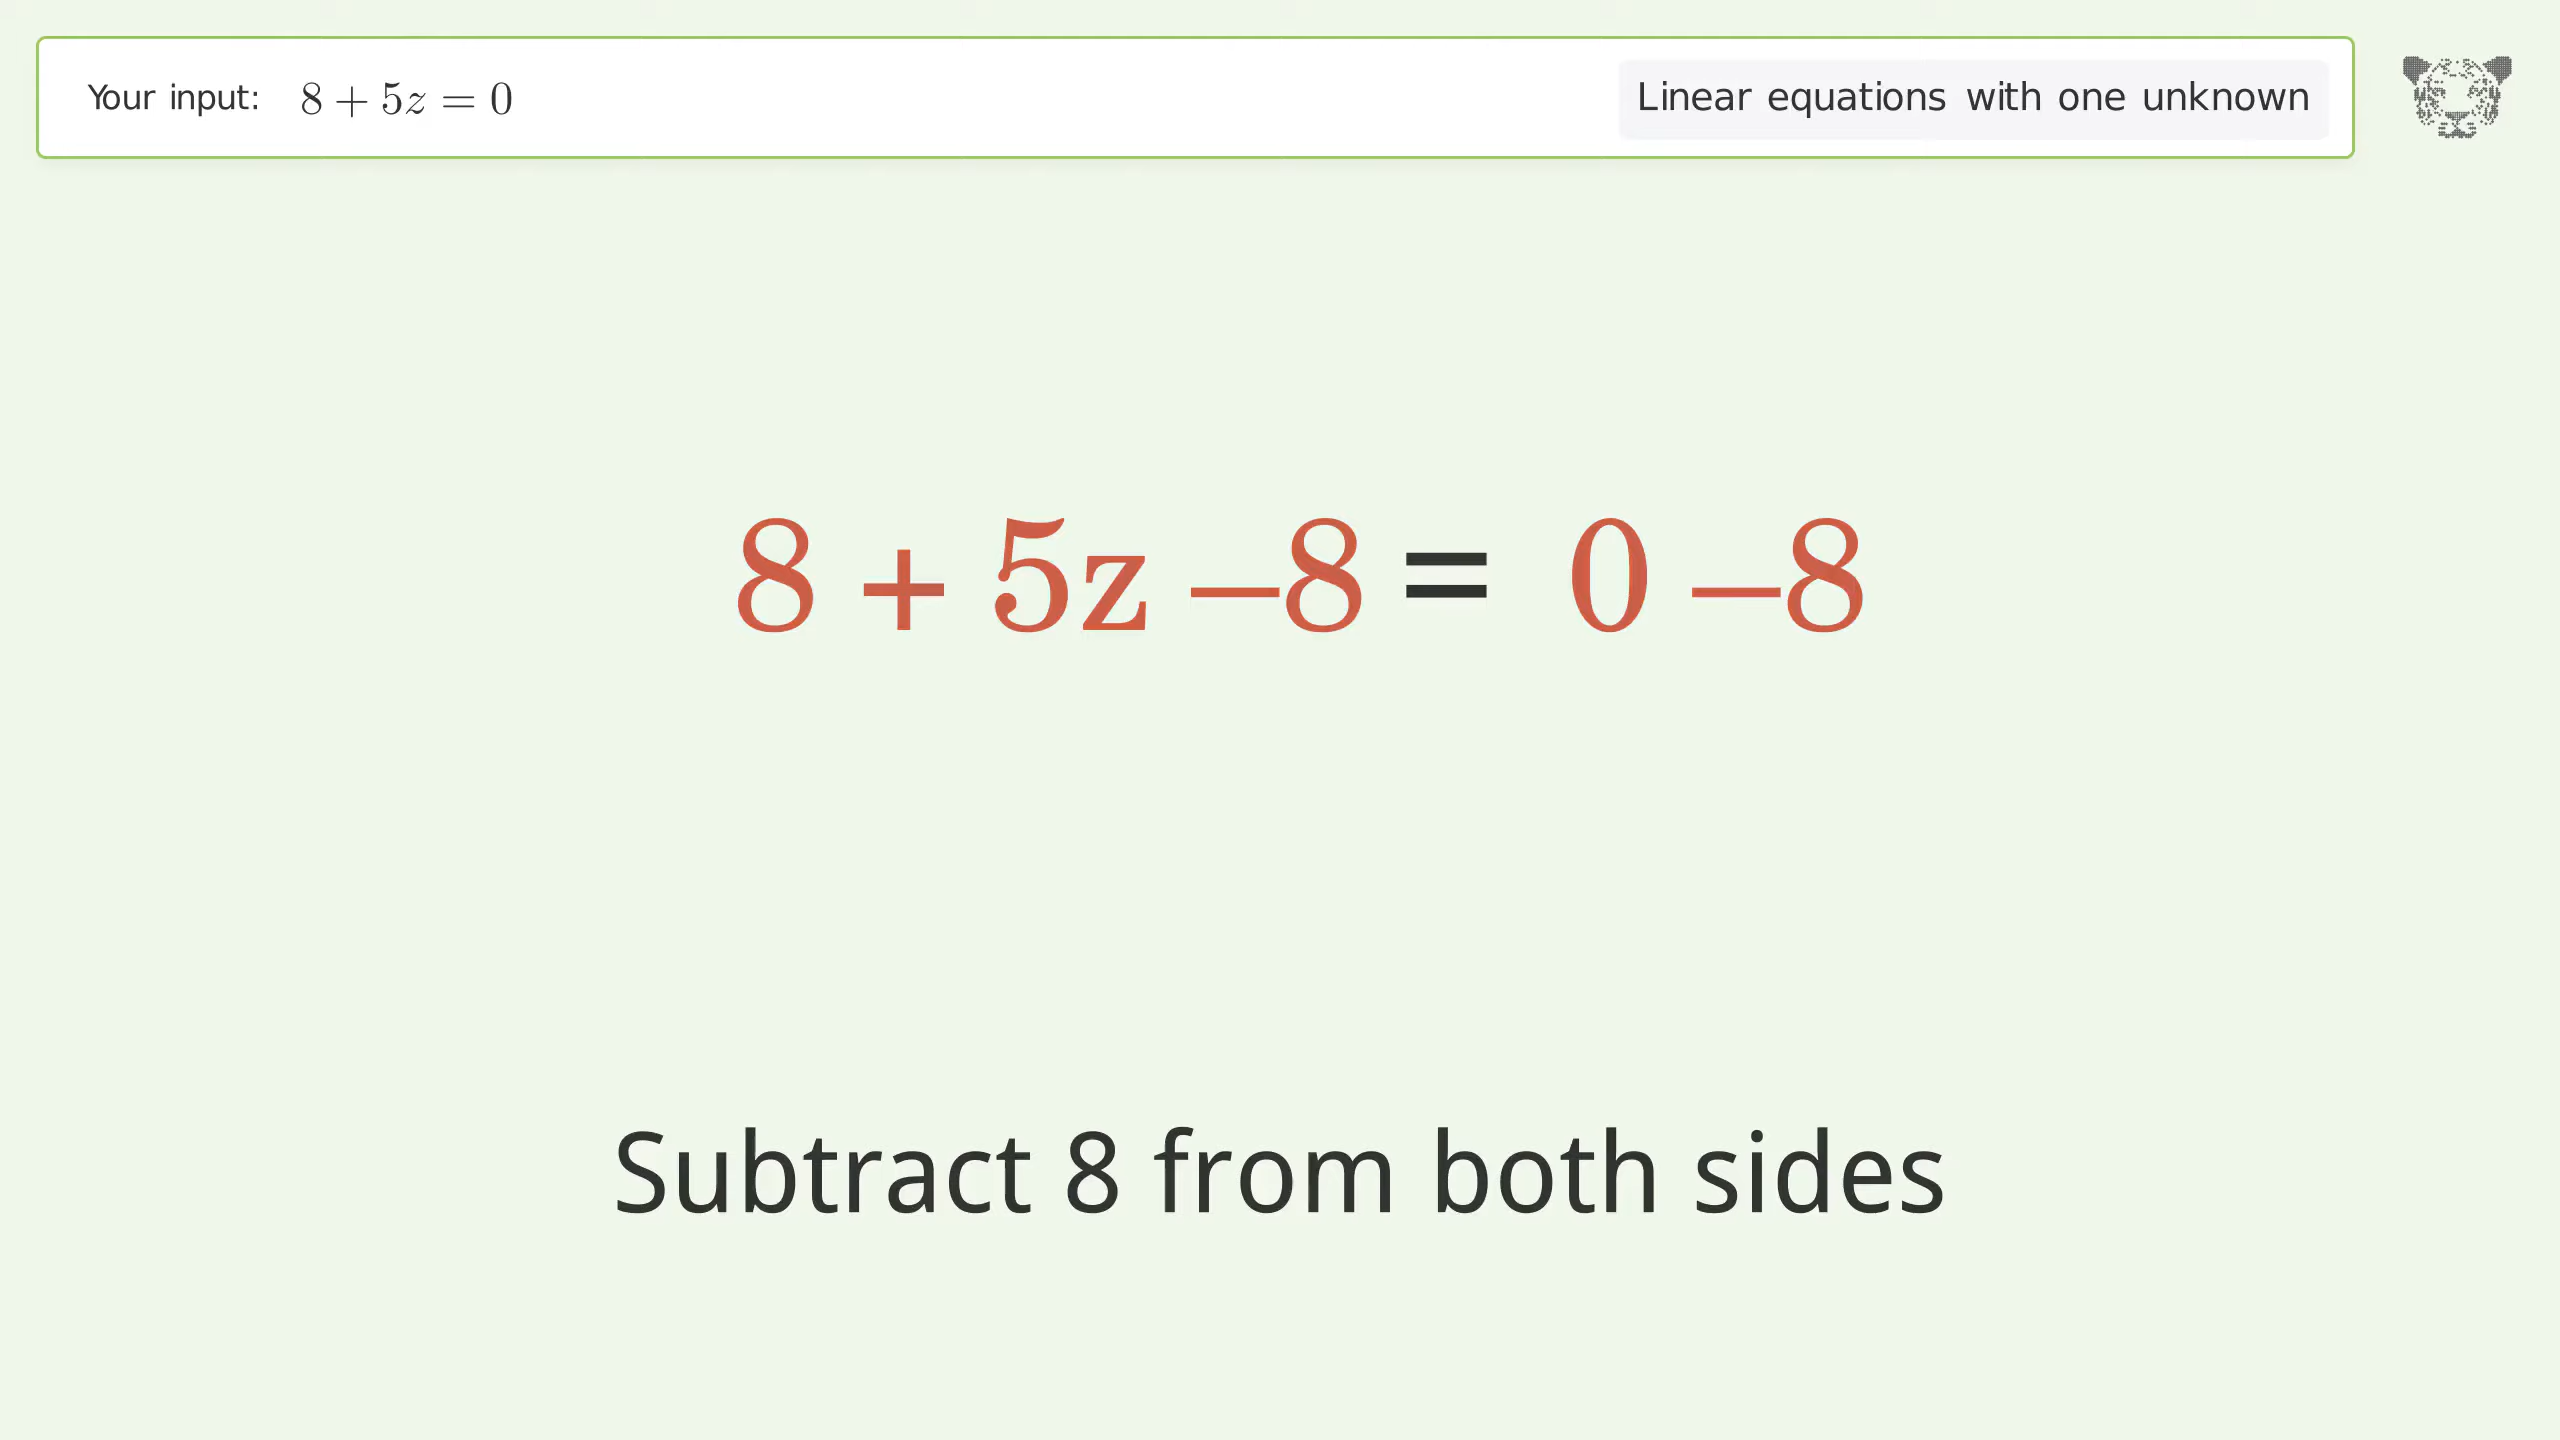 Your input: 8 + 5z = 0 Linear equations with one unknown
8 + 5z –8 = 0 –8
Subtract 8 from both sides